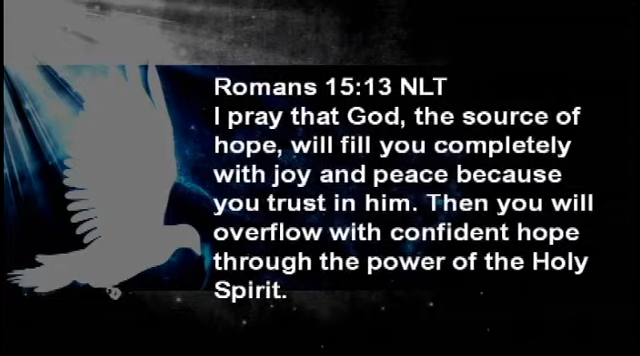 Romans 15:13 NLT
I pray that God, the source of
hope, will fill you completely
with joy and peace because
you trust in him. Then you will
overflow with confident hope
through the power of the Holy
Spirit.